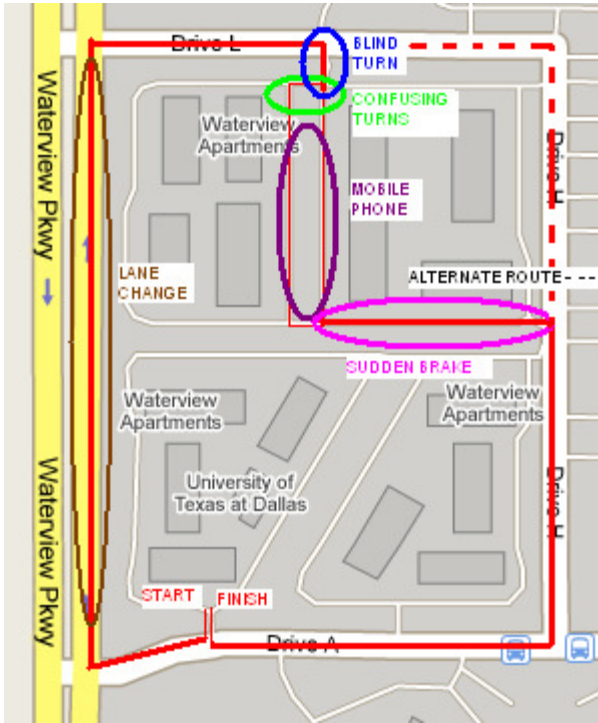 Drive L
BLIND
TURN
CONFUSING
TURNS
Waterview
Apartments
Waterview Pkwy
Waterview Pkwy
Drive H
MOBILE
PHONE
LANE
CHANGE
ALTERNATE ROUTE---
SUDDEN BRAKE
Waterview
Apartments
Waterview
Apartments
University of
Texas at Dallas
Drive H
START
FINISH
Drive A